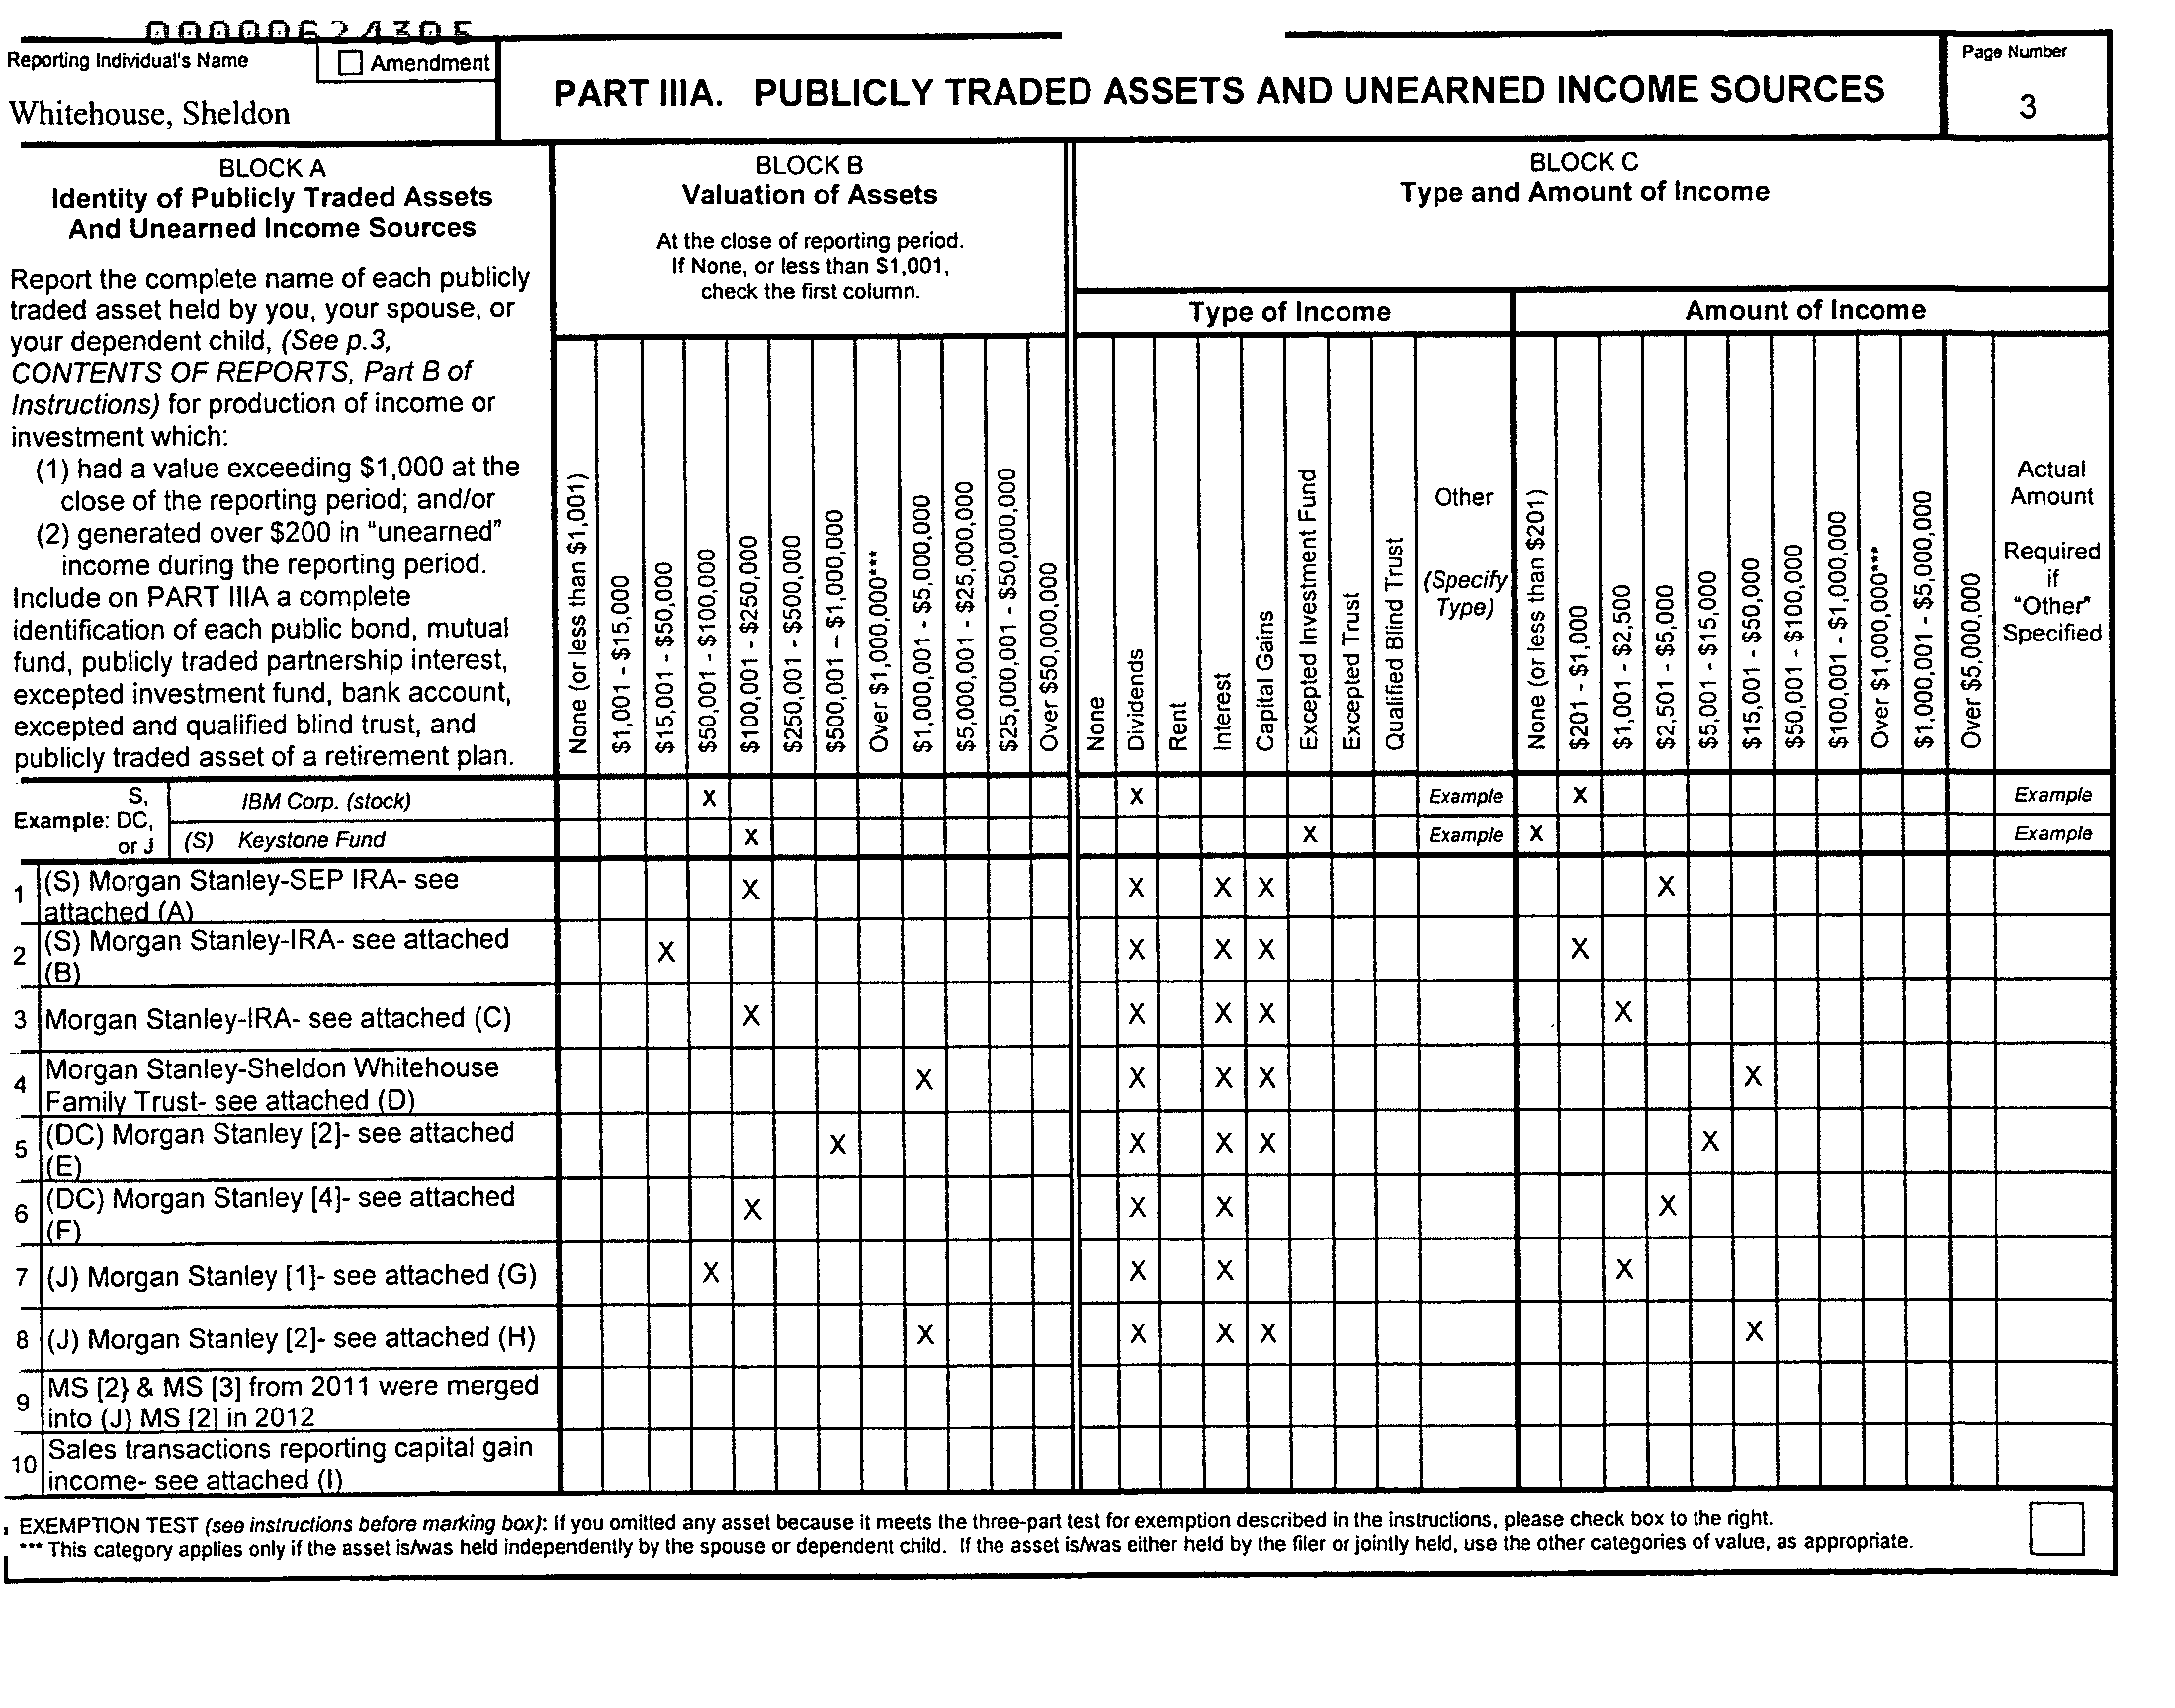 00000624305
Reporting Individual's Name
Amendment
Whitehouse, Sheldon
PART IIIA. PUBLICLY TRADED ASSETS AND UNEARNED INCOME SOURCES
Page Number
3
BLOCK A
Identity of Publicly Traded Assets
And Unearned Income Sources
Report the complete name of each publicly
traded asset held by you, your spouse, or
your dependent child, (See p.3,
CONTENTS OF REPORTS, Part B of
Instructions) for production of income or
investment which:
(1) had a value exceeding $1,000 at the
close of the reporting period; and/or
(2) generated over $200 in "unearned"
income during the reporting period.
Include on PART IIIA a complete
identification of each public bond, mutual
fund, publicly traded partnership interest,
excepted investment fund, bank account,
excepted and qualified blind trust, and
publicly traded asset of a retirement plan.
BLOCK B
Valuation of Assets
At the close of reporting period.
If None, or less than $1,001,
check the first column.
None (or less than $1,001)
$1,001 - $15,000
$15,001 - $50,000
$50,001 - $100,000
$100,001 - $250,000
$250,001 - $500,000
$500,001 – $1,000,000
Over $1,000,000***
$1,000,001 - $5,000,000
$5,000,001 - $25,000,000
$25,000,001 - $50,000,000
Over $50,000,000
BLOCK C
Type and Amount of Income
Type of Income
None
Dividends
Rent
Interest
Capital Gains
Excepted Investment Fund
Excepted Trust
Qualified Blind Trust
Other
(Specify
Type)
Amount of Income
None (or less than $201)
$201 - $1,000
$1,001 - $2,500
$2,501 - $5,000
$5,001 - $15,000
$15,001 - $50,000
$50,001 - $100,000
$100,001 - $1,000,000
Over $1,000,000***
$1,000,001 - $5,000,000
Over $5,000,000
Actual
Amount
Required
if
"Other"
Specified
Example: S,
DC,
or J
IBM Corp. (stock) X X Example X Example
(S) Keystone Fund X X Example X Example
1 (S) Morgan Stanley-SEP IRA- see
attached (A) X X X X X
2 (S) Morgan Stanley-IRA- see attached
(B) X X X X X
3 Morgan Stanley-IRA- see attached (C) X X X X X
4 Morgan Stanley-Sheldon Whitehouse
Family Trust- see attached (D) X X X X X
5 (DC) Morgan Stanley [2]- see attached
(E) X X X X X
6 (DC) Morgan Stanley [4]- see attached
(F) X X X X
7 (J) Morgan Stanley [1]- see attached (G) X X X X
8 (J) Morgan Stanley [2]- see attached (H) X X X X X
9 MS [2} & MS [3] from 2011 were merged
into (J) MS [2] in 2012
10 Sales transactions reporting capital gain
income- see attached (I)
EXEMPTION TEST (see instructions before marking box): If you omitted any asset because it meets the three-part test for exemption described in the instructions, please check box to the right.
*** This category applies only if the asset is/was held independently by the spouse or dependent child. If the asset is/was either held by the filer or jointly held, use the other categories of value, as appropriate.